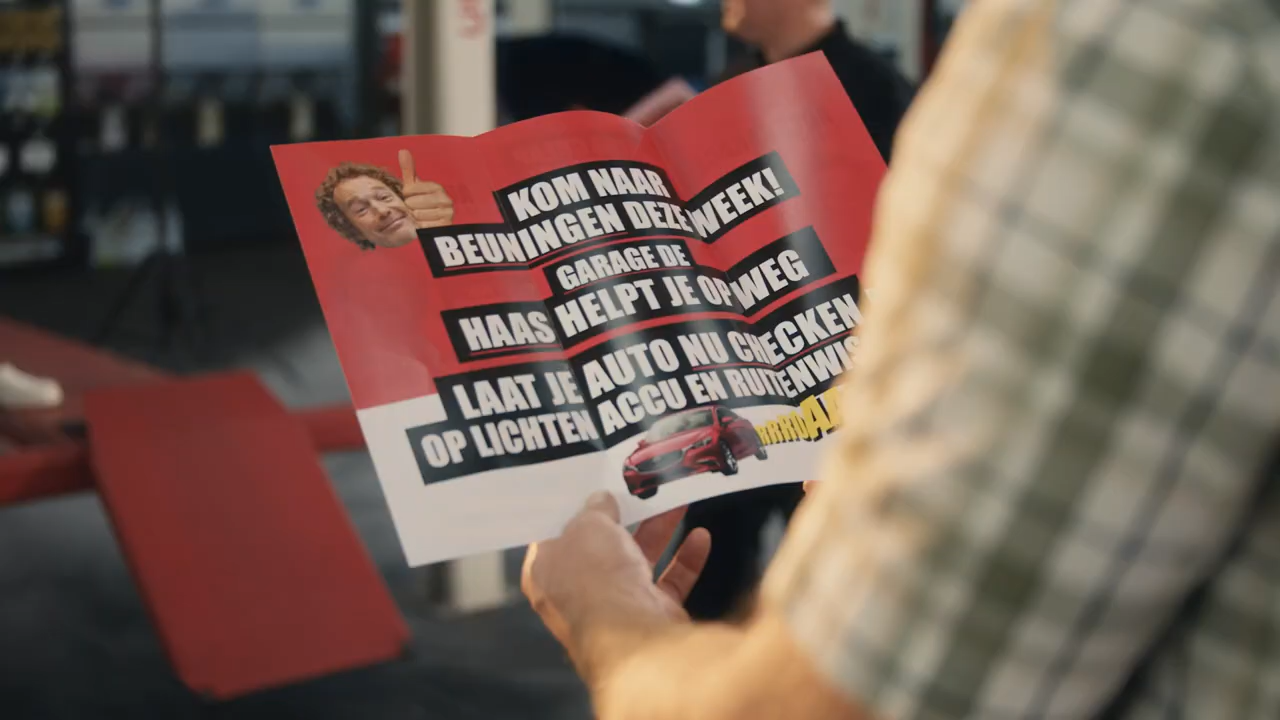 KOM NAAR
BEUNINGEN DEZE WEEK!
GARAGE DE
HAAS HELPT JE OP WEG
LAAT JE AUTO NU CHECKEN
OP LICHTEN ACCU EN